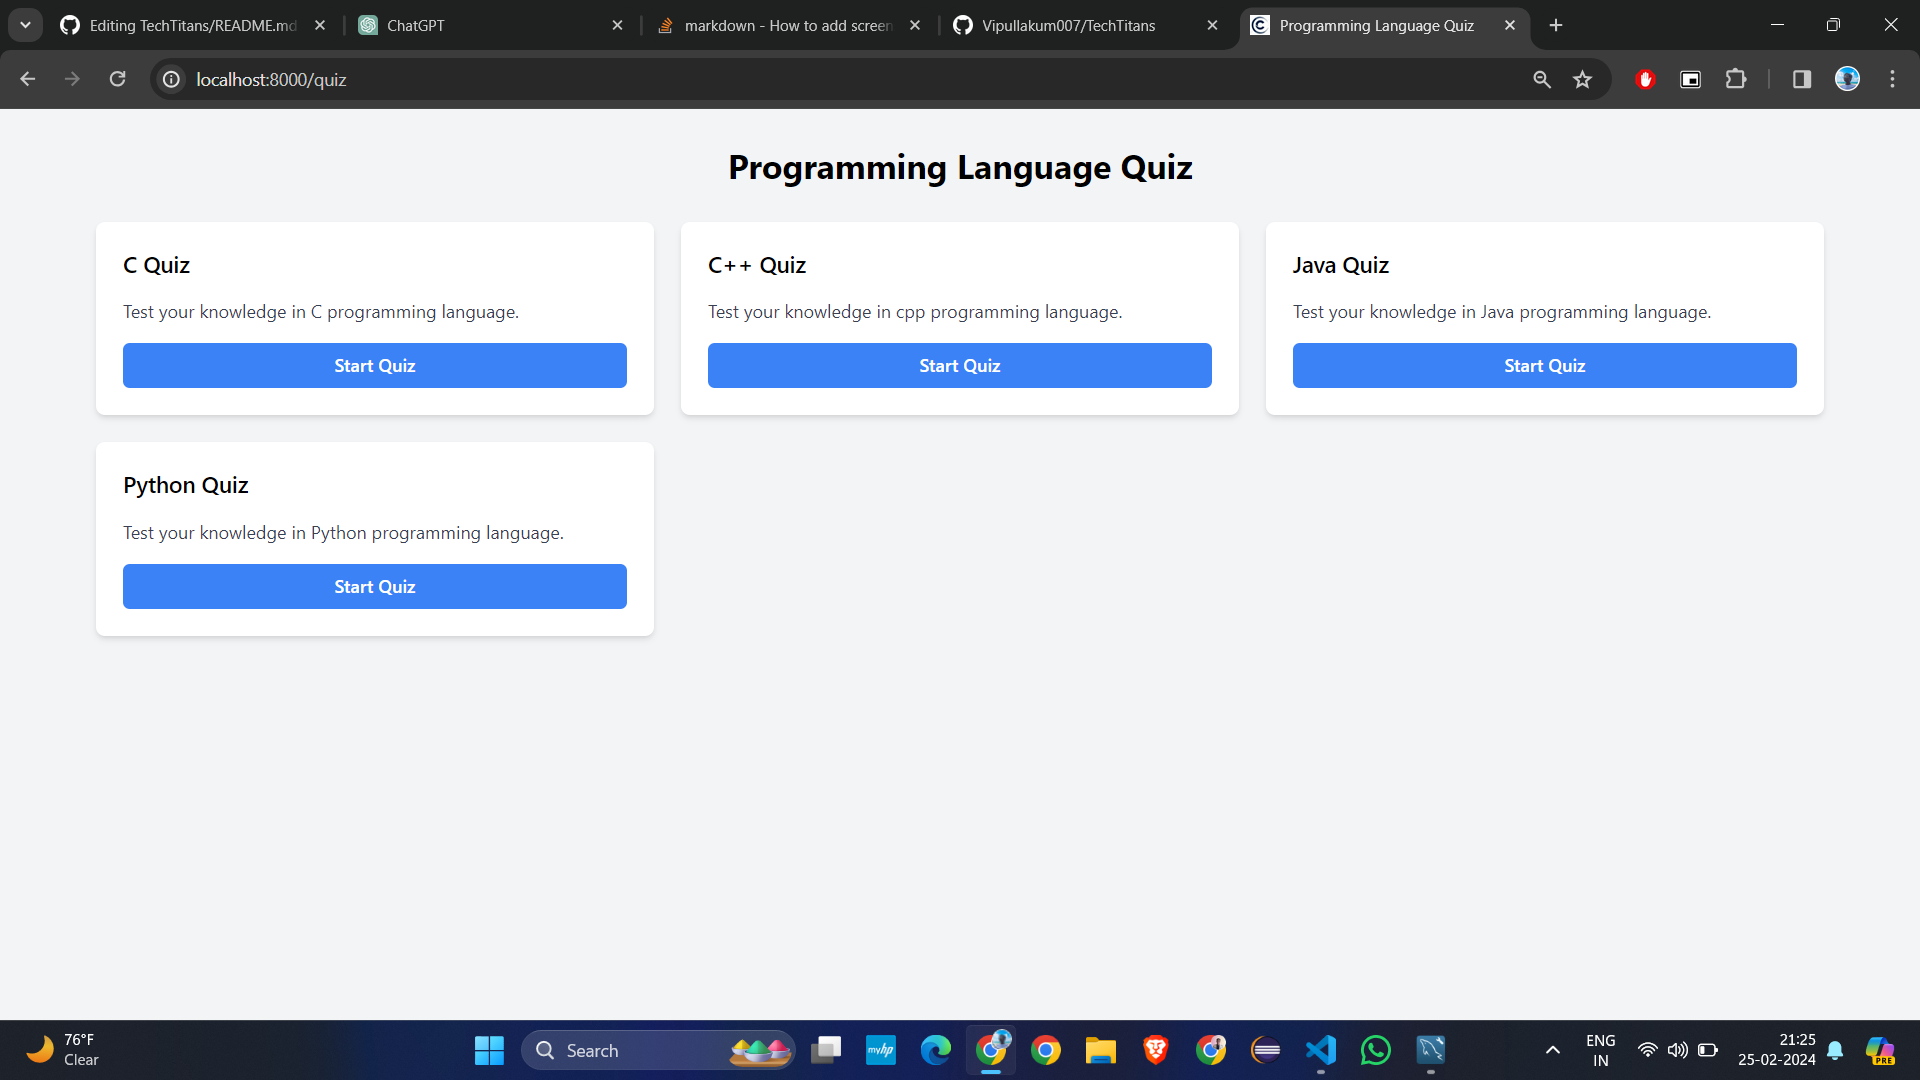 Editing TechTitans/README.md
ChatGPT
markdown - How to add screen
Vipullakum007/TechTitans
Programming Language Quiz
localhost:8000/quiz
Programming Language Quiz
C Quiz
Test your knowledge in C programming language.
Start Quiz
C++ Quiz
Test your knowledge in cpp programming language.
Start Quiz
Java Quiz
Test your knowledge in Java programming language.
Start Quiz
Python Quiz
Test your knowledge in Python programming language.
Start Quiz
76°F
Clear
Search
myhp
ENG
IN
21:25
25-02-2024
PRE